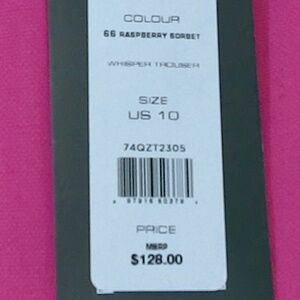 COLOUR
66 RASPBERRY SORBET
WHISPER TROUSER
SIZE
US 10
74QZT2305
PRICE
MSRP
$128.00